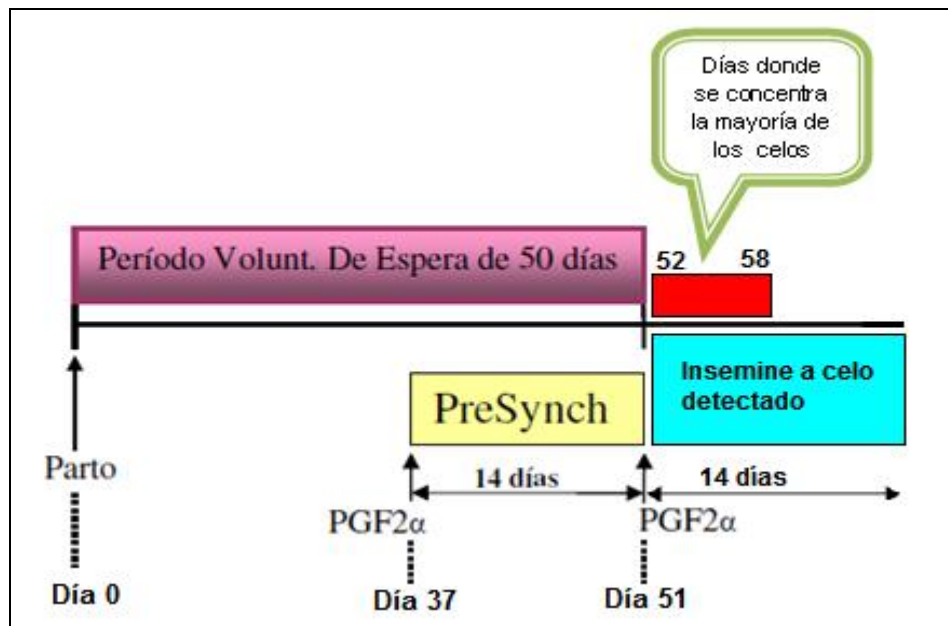 Días donde
se concentra
la mayoría de
los celos
Período Volunt. De Espera de 50 días
52 58
PreSynch
Insemine a celo
detectado
Parto
14 días
14 días
PGF2α
PGF2α
Día 0
Día 37
Día 51